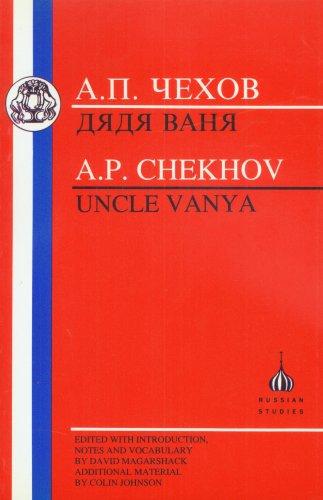 А.П. ЧЕХОВ
ДЯДЯ ВАНЯ
A.P. CHEKHOV
UNCLE VANYA
RUSSIAN
STUDIES
EDITED WITH INTRODUCTION,
NOTES AND VOCABULARY
BY DAVID MAGARSHACK
ADDITIONAL MATERIAL
BY COLIN JOHNSON